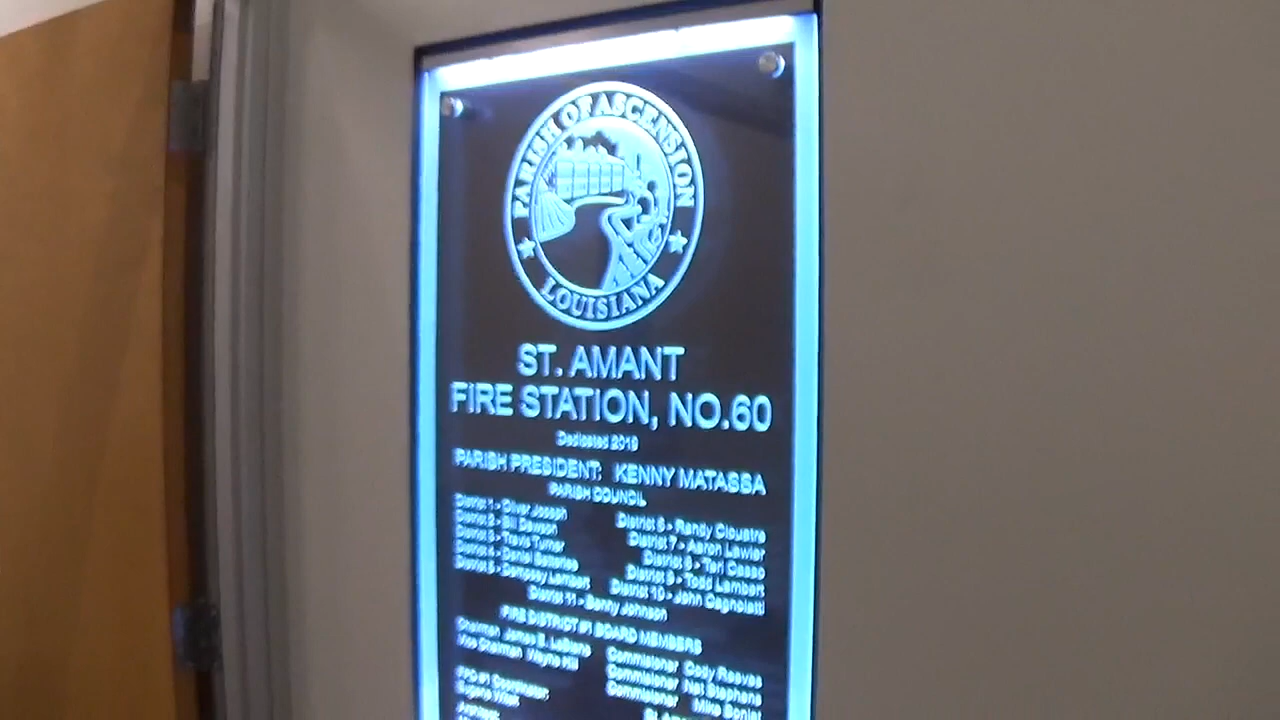 PARISH OF ASCENSION
LOUISIANA
ST. AMANT
FIRE STATION, NO.60
Dedicated 2019
PARISH PRESIDENT: KENNY MATASSA
PARISH COUNCIL
District 1 - Oliver Joseph
District 2 - Bill Dawson
District 3 - Travis Turner
District 4 - Daniel Satterlee
District 5 - Dempsey Lambert
District 6 - Randy Clouatre
District 7 - Aaron Lawler
District 8 - Teri Casso
District 9 - Todd Lambert
District 10 - John Cagnolatti
District 11 - Benny Johnson
FIRE DISTRICT #1 BOARD MEMBERS
Chairman James E. LeBlanc
Vice Chairman Wayne Hill
Commissioner Cody Reaves
Commissioner Nat Stephens
Commissioner Mike